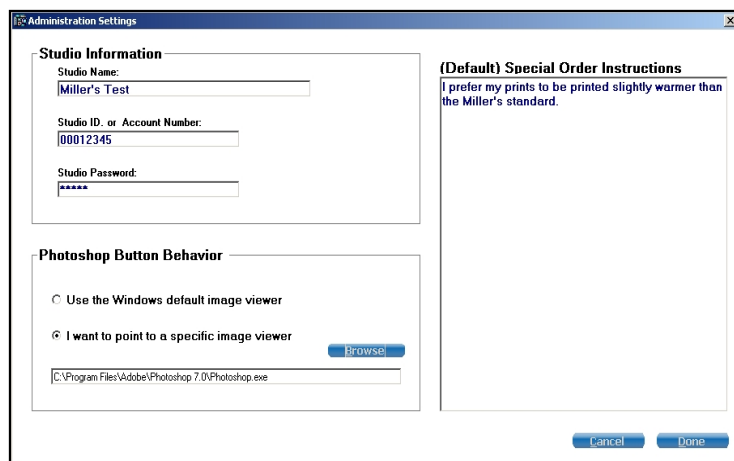 Administration Settings
Studio Information
Studio Name:
Miller's Test
Studio ID. or Account Number:
00012345
Studio Password:
*****
Photoshop Button Behavior
Use the Windows default image viewer
I want to point to a specific image viewer
Browse
C:\Program Files\Adobe\Photoshop 7.0\Photoshop.exe
(Default) Special Order Instructions
I prefer my prints to be printed slightly warmer than
the Miller's standard.
Cancel
Done